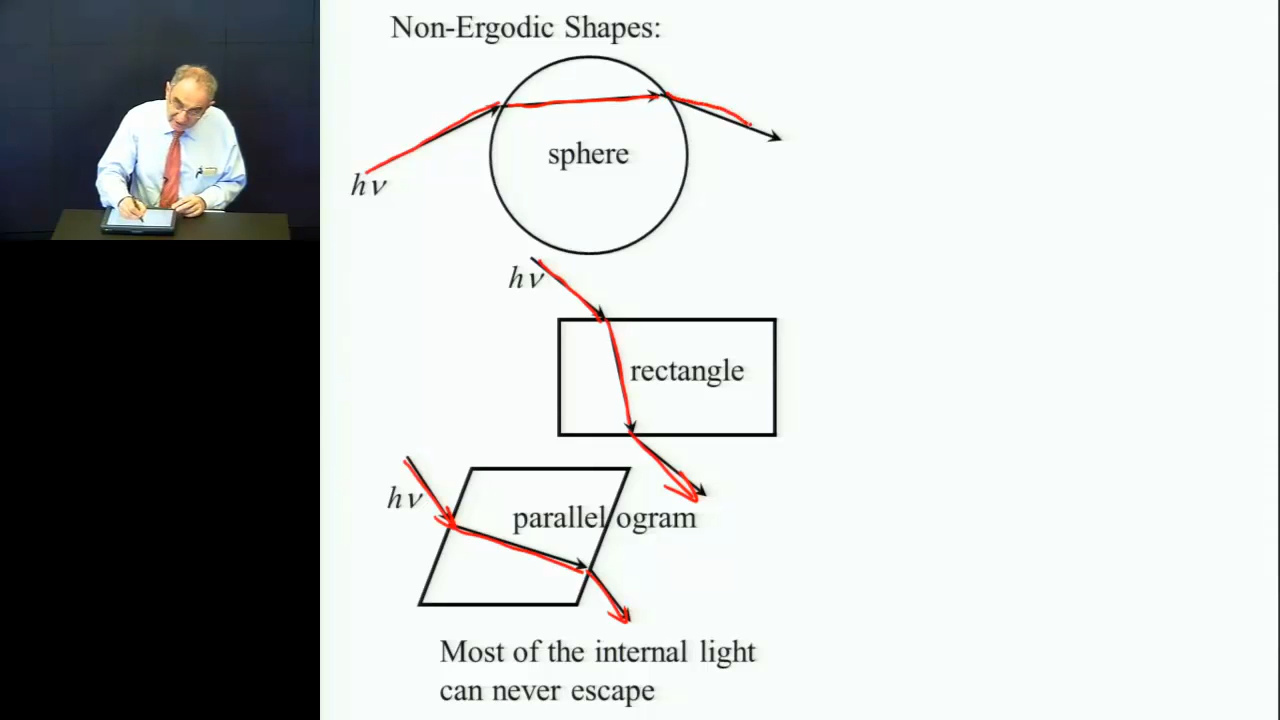 Non-Ergodic Shapes:
sphere
hν
hν
rectangle
hν
parallel ogram
Most of the internal light
can never escape